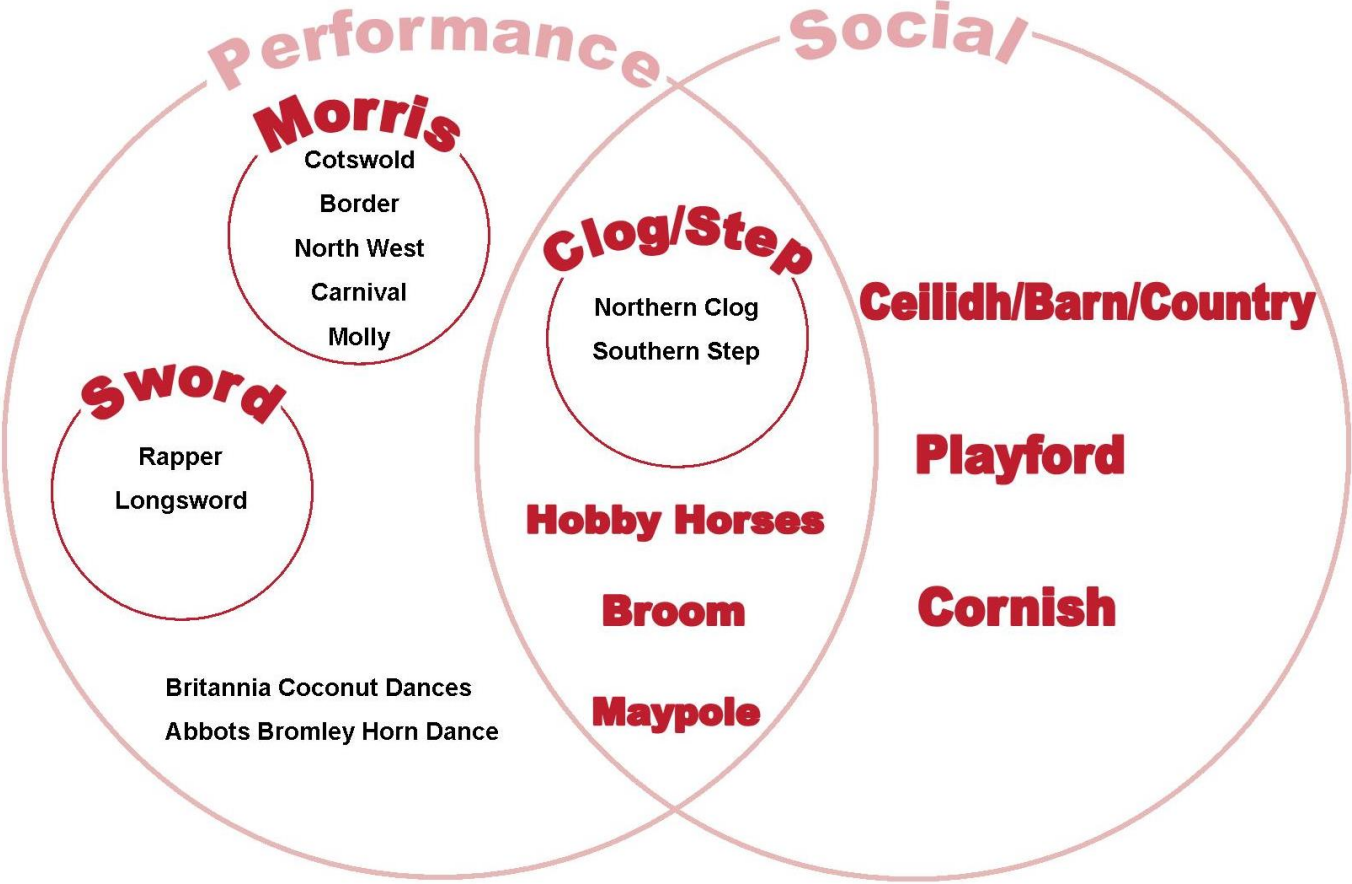 Performance
Social
Morris
Cotswold
Border
North West
Carnival
Molly
Sword
Rapper
Longsword
Britannia Coconut Dances
Abbots Bromley Horn Dance
Clog/Step
Northern Clog
Southern Step
Hobby Horses
Broom
Maypole
Ceilidh/Barn/Country
Playford
Cornish